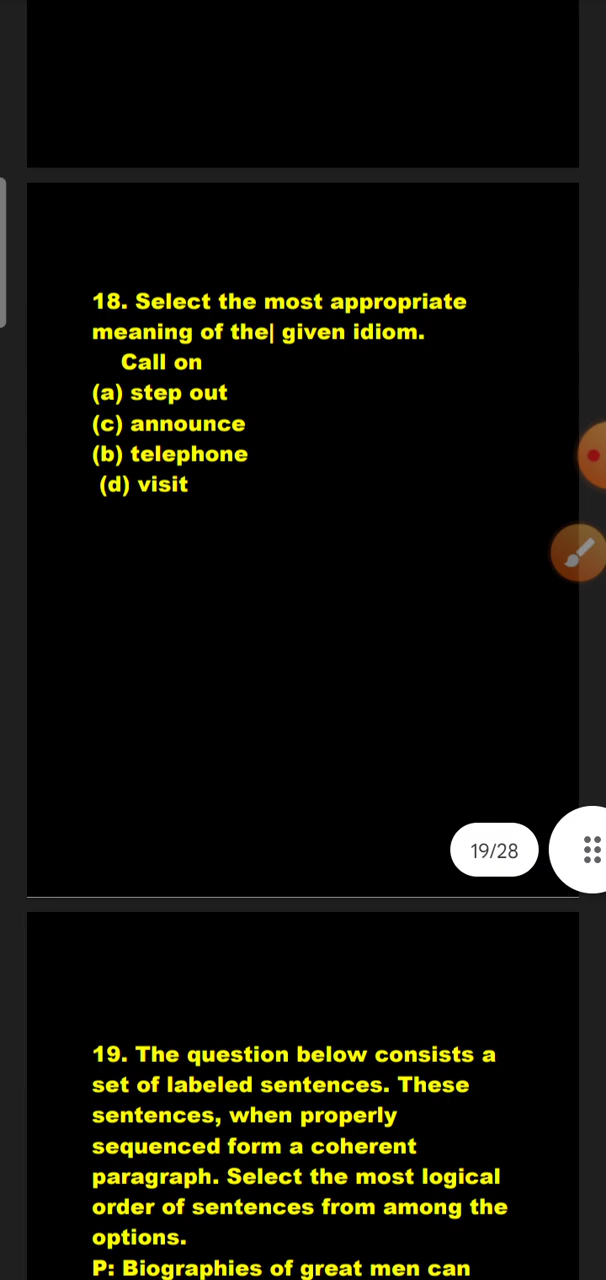 18. Select the most appropriate
meaning of the| given idiom.
Call on
(a) step out
(c) announce
(b) telephone
(d) visit
19/28
19. The question below consists a
set of labeled sentences. These
sentences, when properly
sequenced form a coherent
paragraph. Select the most logical
order of sentences from among the
options.
P: Biographies of great men can